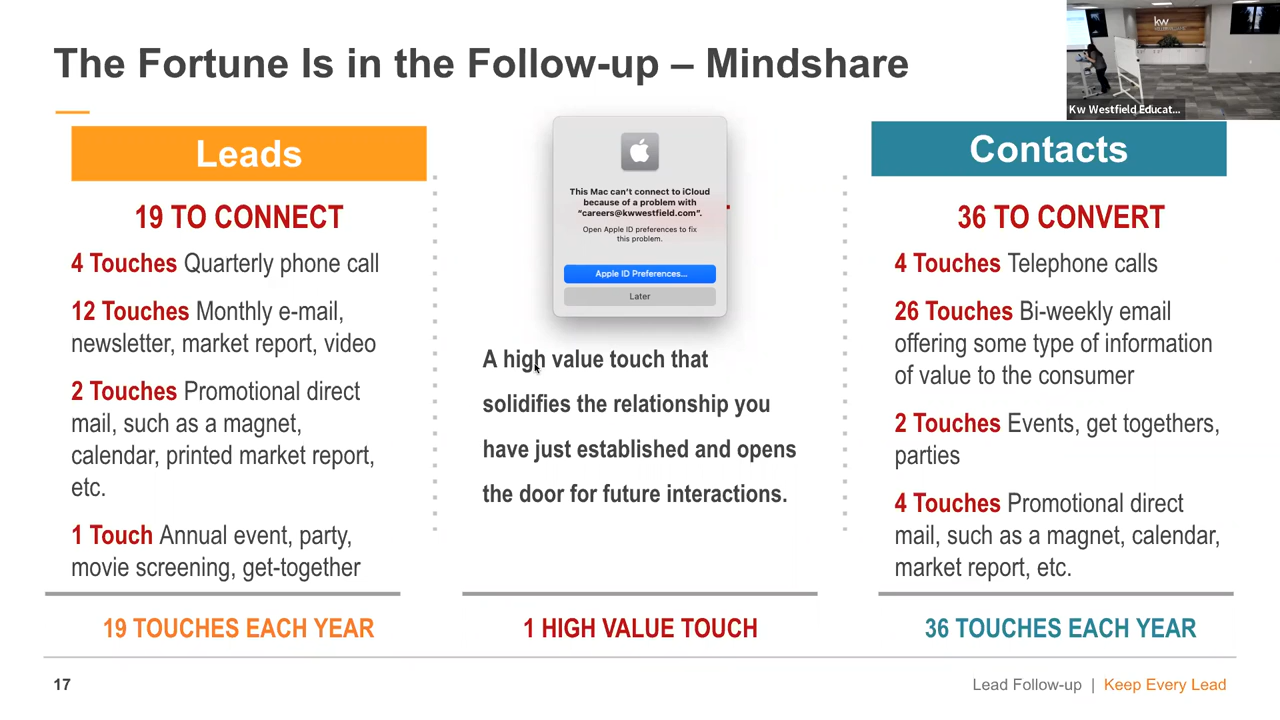 The Fortune Is in the Follow-up – Mindshare
kw
Kw Westfield Educat...
Leads
19 TO CONNECT
4 Touches Quarterly phone call
12 Touches Monthly e-mail,
newsletter, market report, video
2 Touches Promotional direct
mail, such as a magnet,
calendar, printed market report,
etc.
1 Touch Annual event, party,
movie screening, get-together
19 TOUCHES EACH YEAR
This Mac can't connect to iCloud
because of a problem with
"careers@kwwestfield.com".
Open Apple ID preferences to fix
this problem.
Apple ID Preferences...
Later
A high value touch that
solidifies the relationship you
have just established and opens
the door for future interactions.
1 HIGH VALUE TOUCH
Contacts
36 TO CONVERT
4 Touches Telephone calls
26 Touches Bi-weekly email
offering some type of information
of value to the consumer
2 Touches Events, get togethers,
parties
4 Touches Promotional direct
mail, such as a magnet, calendar,
market report, etc.
36 TOUCHES EACH YEAR
17
Lead Follow-up | Keep Every Lead